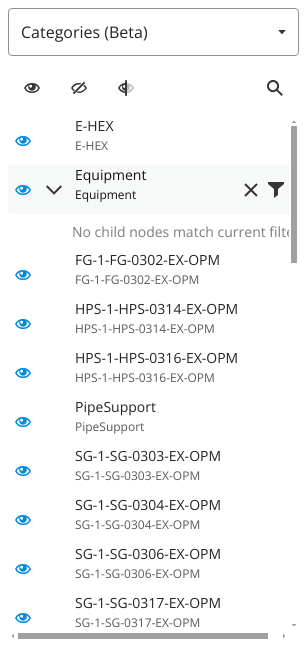 Categories (Beta)
E-HEX
E-HEX
Equipment
Equipment
No child nodes match current filte
FG-1-FG-0302-EX-OPM
FG-1-FG-0302-EX-OPM
HPS-1-HPS-0314-EX-OPM
HPS-1-HPS-0314-EX-OPM
HPS-1-HPS-0316-EX-OPM
HPS-1-HPS-0316-EX-OPM
PipeSupport
PipeSupport
SG-1-SG-0303-EX-OPM
SG-1-SG-0303-EX-OPM
SG-1-SG-0304-EX-OPM
SG-1-SG-0304-EX-OPM
SG-1-SG-0306-EX-OPM
SG-1-SG-0306-EX-OPM
SG-1-SG-0317-EX-OPM
SG-1-SG-0317-EX-OPM